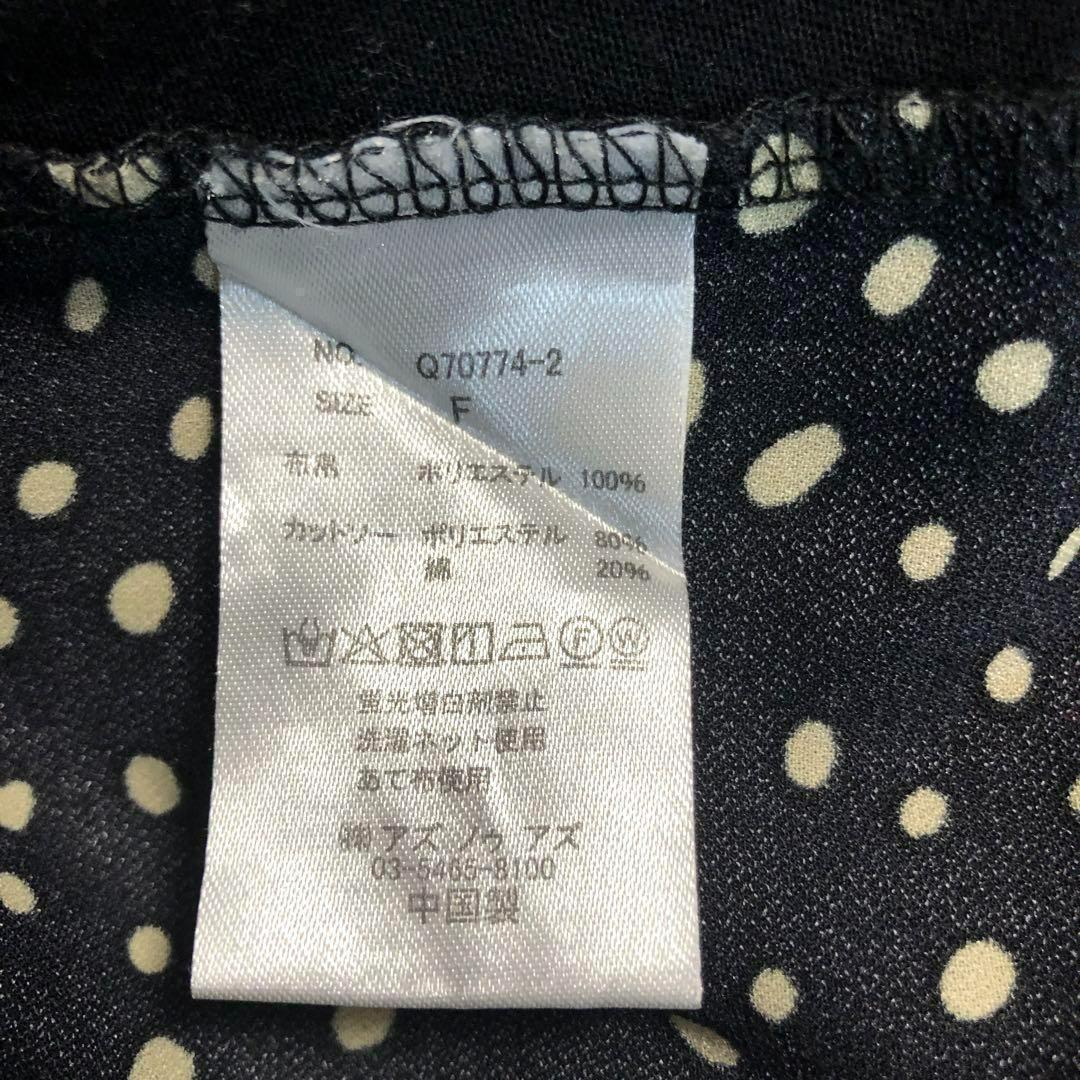 NO. Q70774-2
SIZE F
布帛 ポリエステル 100%
カットソー ポリエステル 80%
綿 20%
蛍光増白剤禁止
洗濯ネット使用
あて布使用
㈱アズ ノゥ アズ
03-5465-8100
中国製